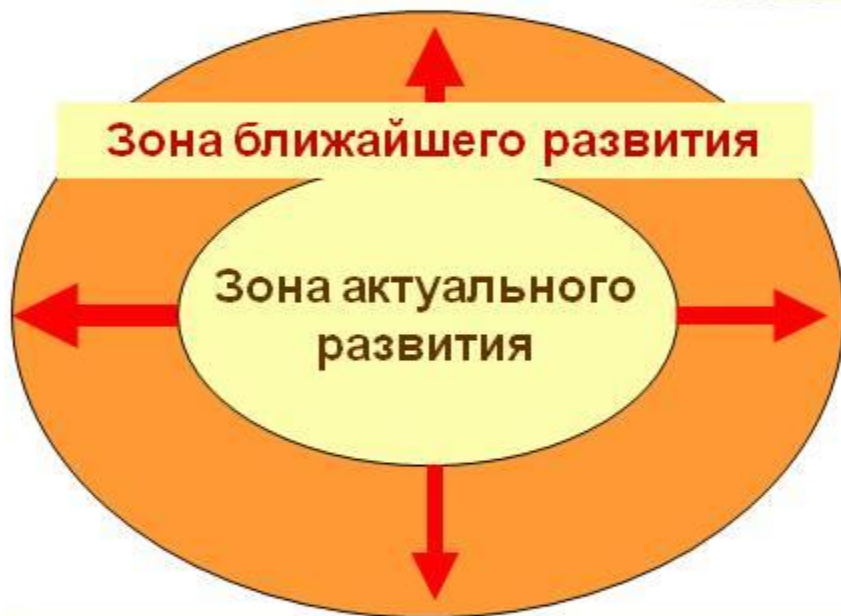 Зона ближайшего развития
Зона актуального
развития